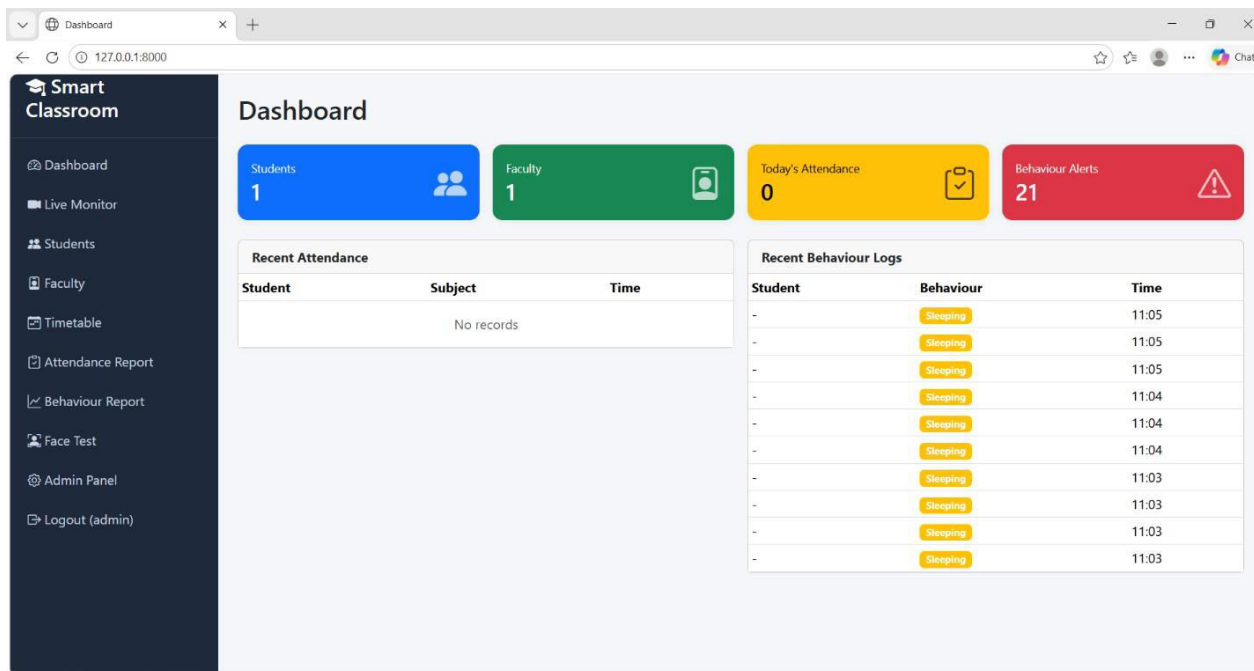 Dashboard
127.0.0.1:8000
Chat
Smart
Classroom
Dashboard
Live Monitor
Students
Faculty
Timetable
Attendance Report
Behaviour Report
Face Test
Admin Panel
Logout (admin)
Dashboard
Students
1
Faculty
1
Today's Attendance
0
Behaviour Alerts
21
Recent Attendance
Student Subject Time
No records
Recent Behaviour Logs
Student Behaviour Time
- Sleeping 11:05
- Sleeping 11:05
- Sleeping 11:05
- Sleeping 11:04
- Sleeping 11:04
- Sleeping 11:04
- Sleeping 11:03
- Sleeping 11:03
- Sleeping 11:03
- Sleeping 11:03